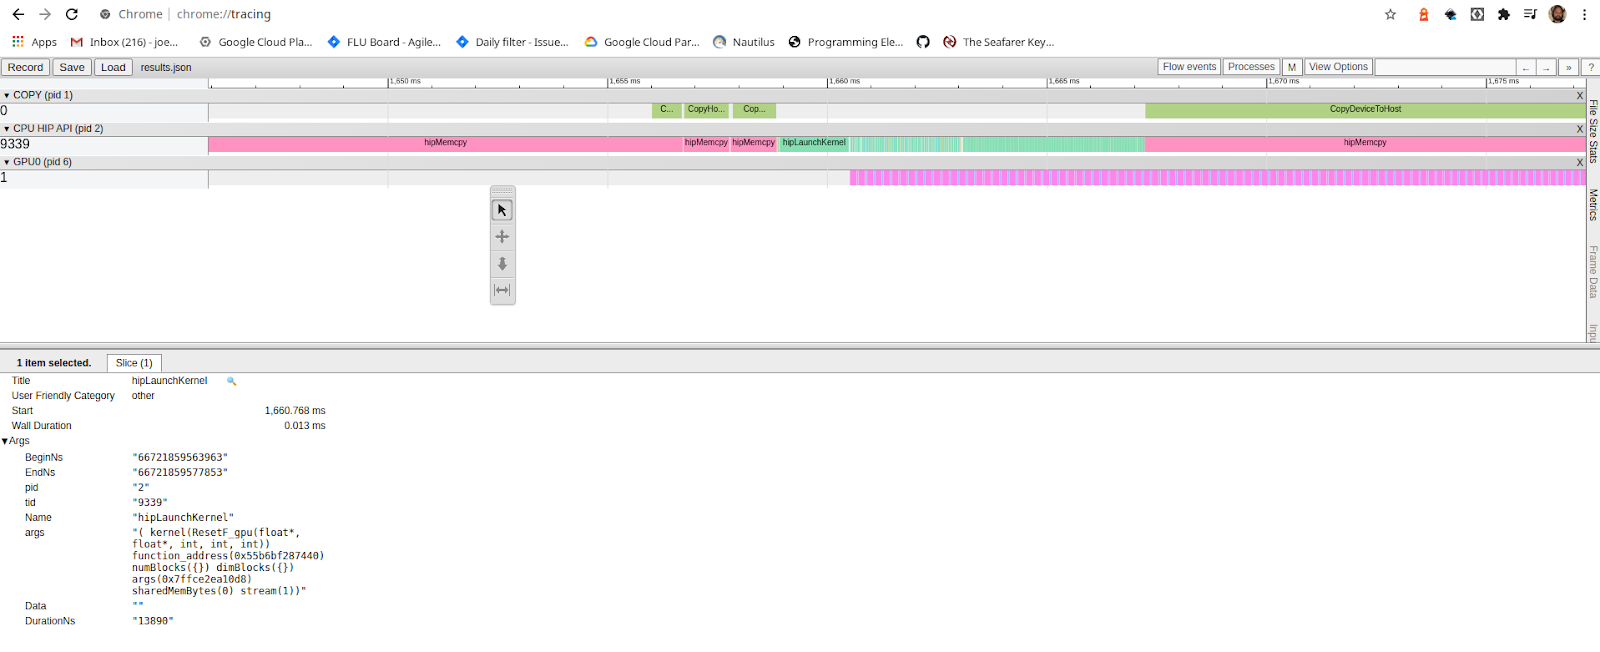 Chrome | chrome://tracing
Apps Inbox (216) - joe... Google Cloud Pla... FLU Board - Agile... Daily filter - Issue... Google Cloud Par... Nautilus Programming Ele... The Seafarer Key...
Record Save Load results.json Flow events Processes M View Options ← → » ?
1,650 ms 1,655 ms 1,660 ms 1,665 ms 1,670 ms 1,675 ms
▼ COPY (pid 1) X
0 C... CopyHo... Cop... CopyDeviceToHost
▼ CPU HIP API (pid 2) X
9339 hipMemcpy hipMemcpy hipMemcpy hipLaunchKernel hipMemcpy
▼ GPU0 (pid 6) X
1
File Size Stats
Metrics
Frame Data
Inpu
1 item selected. Slice (1)
Title hipLaunchKernel
User Friendly Category other
Start 1,660.768 ms
Wall Duration 0.013 ms
▼Args
BeginNs "66721859563963"
EndNs "66721859577853"
pid "2"
tid "9339"
Name "hipLaunchKernel"
args "( kernel(ResetF_gpu(float*,
float*, int, int, int))
function_address(0x55b6bf287440)
numBlocks({}) dimBlocks({})
args(0x7ffce2ea10d8)
sharedMemBytes(0) stream(1))"
Data ""
DurationNs "13890"